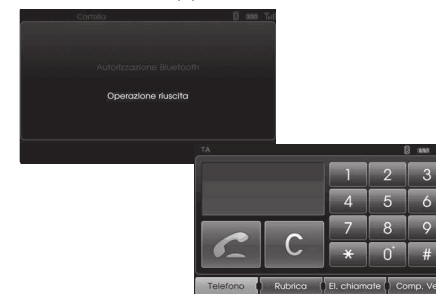 Cartella
Autorizzazione Bluetooth
Operazione riuscita
TA
1 2 3
4 5 6
7 8 9
C
* 0+ #
Telefono Rubrica El. chiamate Comp. Ve